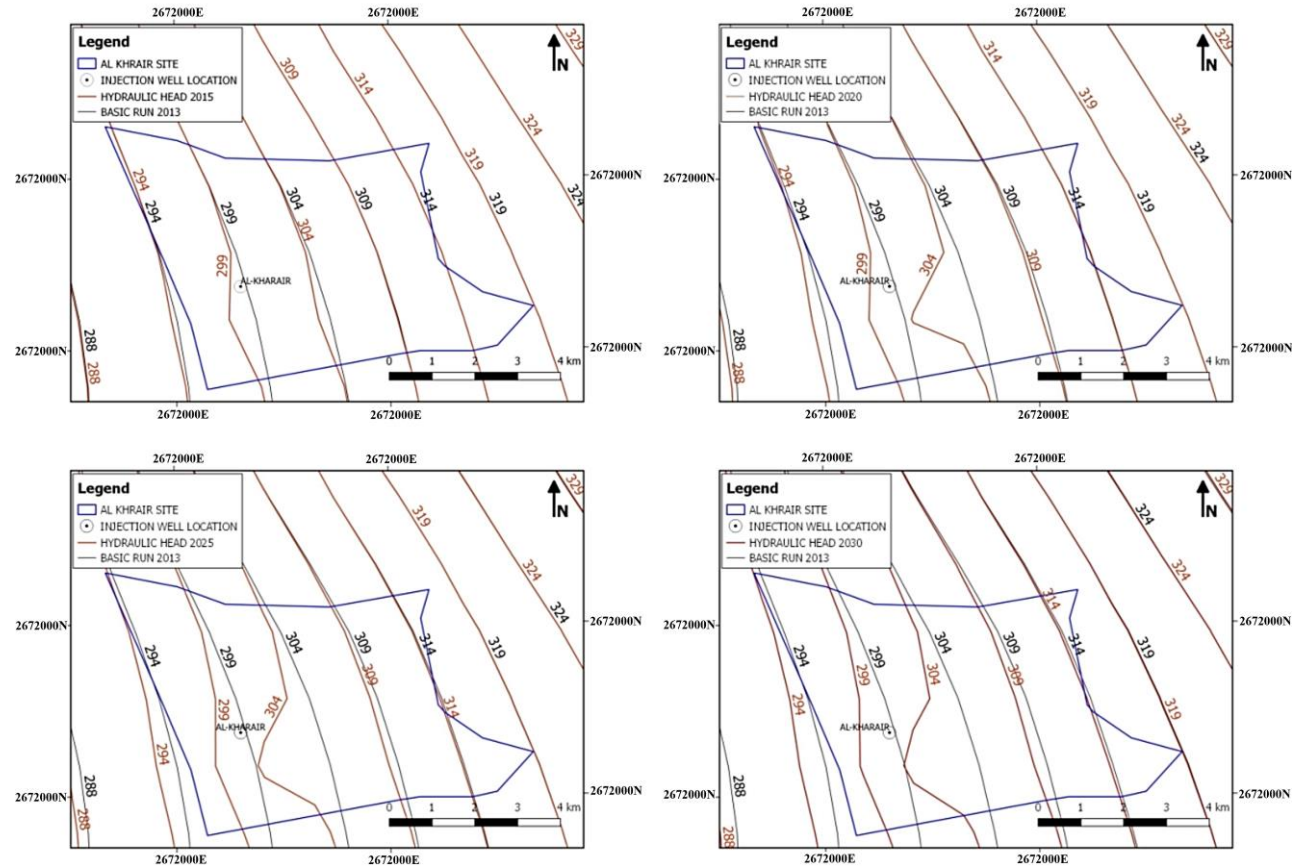 2672000E 2672000E
Legend
AL KHRAIR SITE
INJECTION WELL LOCATION
HYDRAULIC HEAD 2015
BASIC RUN 2013
N
309
314
329
324
319
2672000N
2672000N
294
294
299
304
304
309
314
319
324
299
AL-KHARAIR
288
288
0 1 2 3 4 km
2672000N
2672000N
2672000E 2672000E
2672000E 2672000E
Legend
AL KHRAIR SITE
INJECTION WELL LOCATION
HYDRAULIC HEAD 2020
BASIC RUN 2013
N
314
329
319
324
324
2672000N
2672000N
294
294
299
304
309
314
319
299
304
309
AL-KHARAIR
288
288
0 1 2 3 4 km
2672000N
2672000N
2672000E 2672000E
2672000E 2672000E
Legend
AL KHRAIR SITE
INJECTION WELL LOCATION
HYDRAULIC HEAD 2025
BASIC RUN 2013
N
329
319
324
324
2672000N
2672000N
294
299
304
309
314
319
309
299
304
314
AL-KHARAIR
294
288
288
0 1 2 3 4 km
2672000N
2672000N
2672000E 2672000E
2672000E 2672000E
Legend
AL KHRAIR SITE
INJECTION WELL LOCATION
HYDRAULIC HEAD 2030
BASIC RUN 2013
N
329
324
324
314
2672000N
2672000N
294
299
304
309
314
319
299
304
309
294
319
AL-KHARAIR
288
288
0 1 2 3 4 km
2672000N
2672000N
2672000E 2672000E